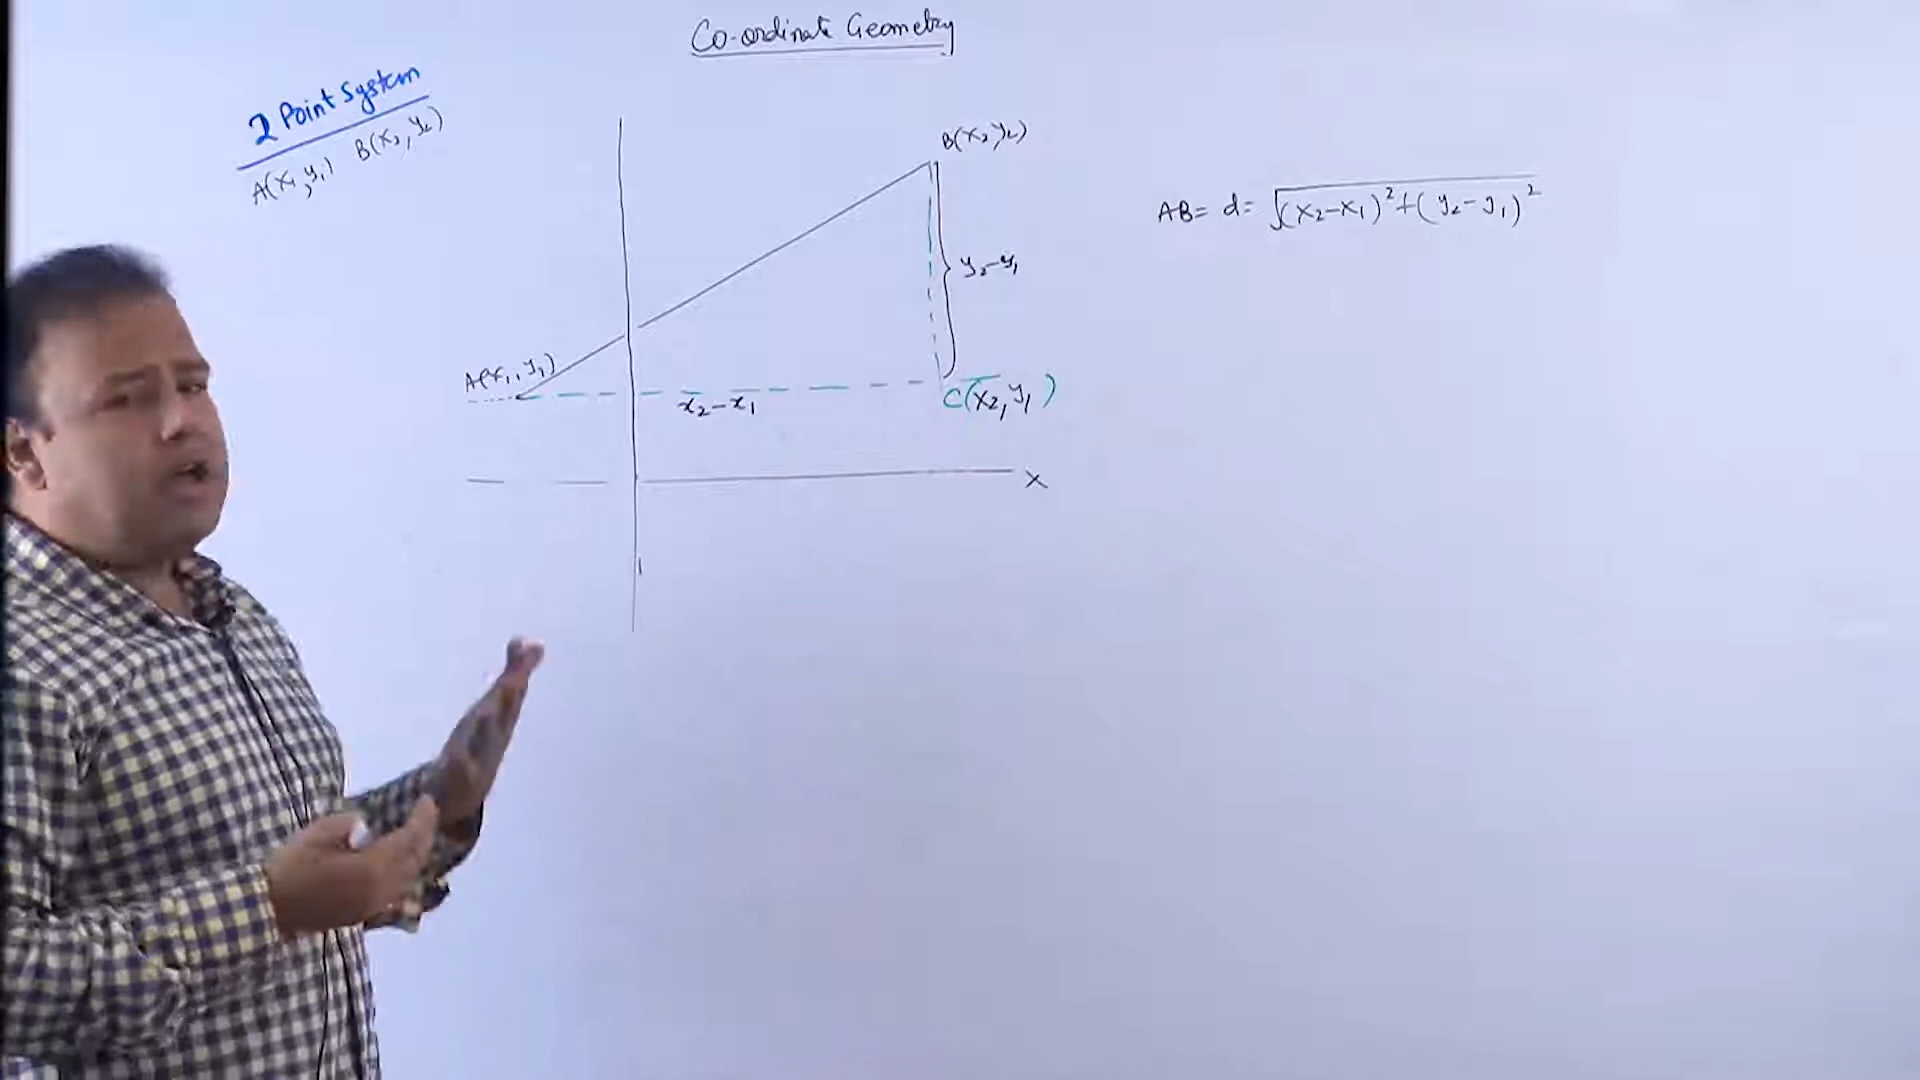 Co-ordinate Geometry
2 Point System
A(x₁, y₁) B(x₂, y₂)
B(x₂, y₂)
AB = d = √(x₂-x₁)² + (y₂-y₁)²
y₂-y₁
A(x₁, y₁)
x₂-x₁
C(x₂, y₁)
X